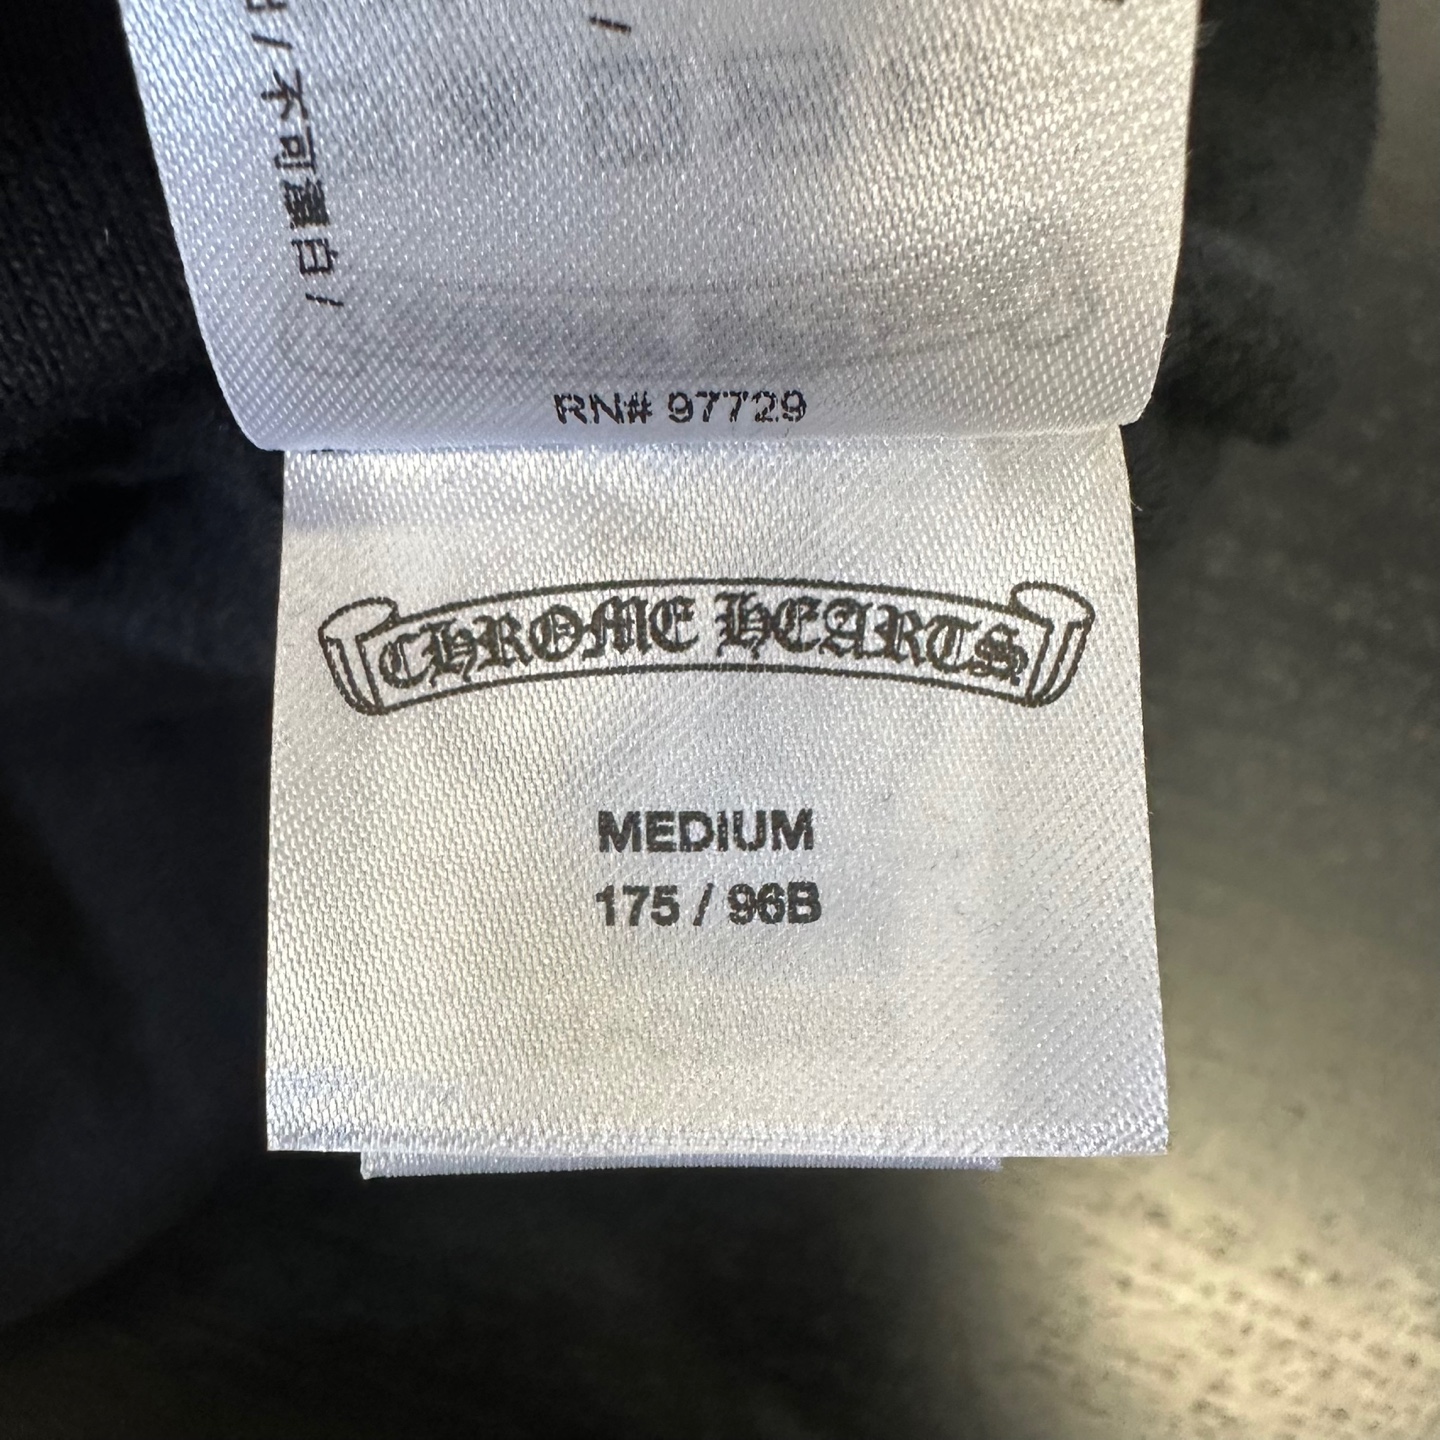 / 不可漂白 /
RN# 97729
CHROME HEARTS
MEDIUM
175 / 96B